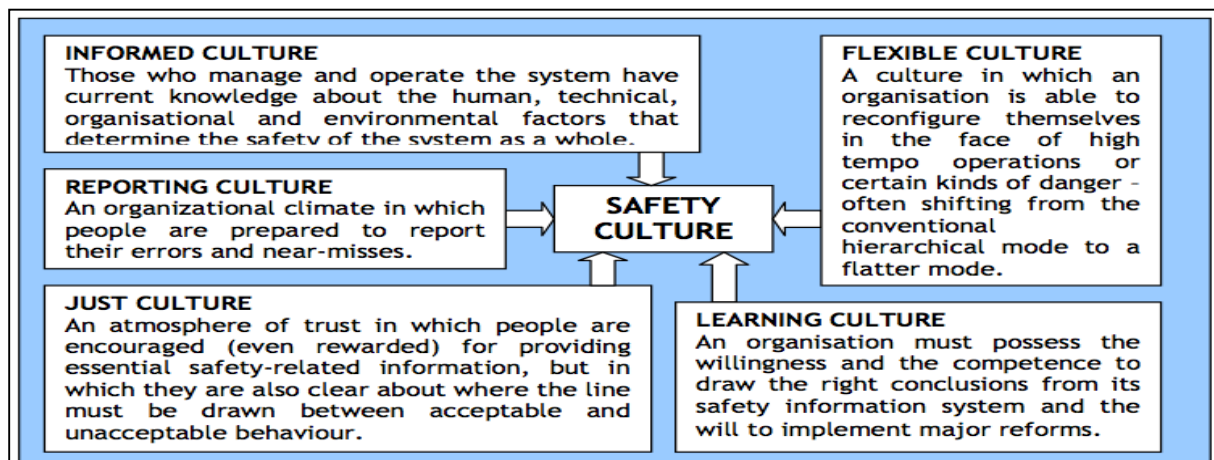 INFORMED CULTURE
Those who manage and operate the system have
current knowledge about the human, technical,
organisational and environmental factors that
determine the safety of the system as a whole.
REPORTING CULTURE
An organizational climate in which
people are prepared to report
their errors and near-misses.
JUST CULTURE
An atmosphere of trust in which people are
encouraged (even rewarded) for providing
essential safety-related information, but in
which they are also clear about where the line
must be drawn between acceptable and
unacceptable behaviour.
SAFETY
CULTURE
FLEXIBLE CULTURE
A culture in which an
organisation is able to
reconfigure themselves
in the face of high
tempo operations or
certain kinds of danger –
often shifting from the
conventional
hierarchical mode to a
flatter mode.
LEARNING CULTURE
An organisation must possess the
willingness and the competence to
draw the right conclusions from its
safety information system and the
will to implement major reforms.